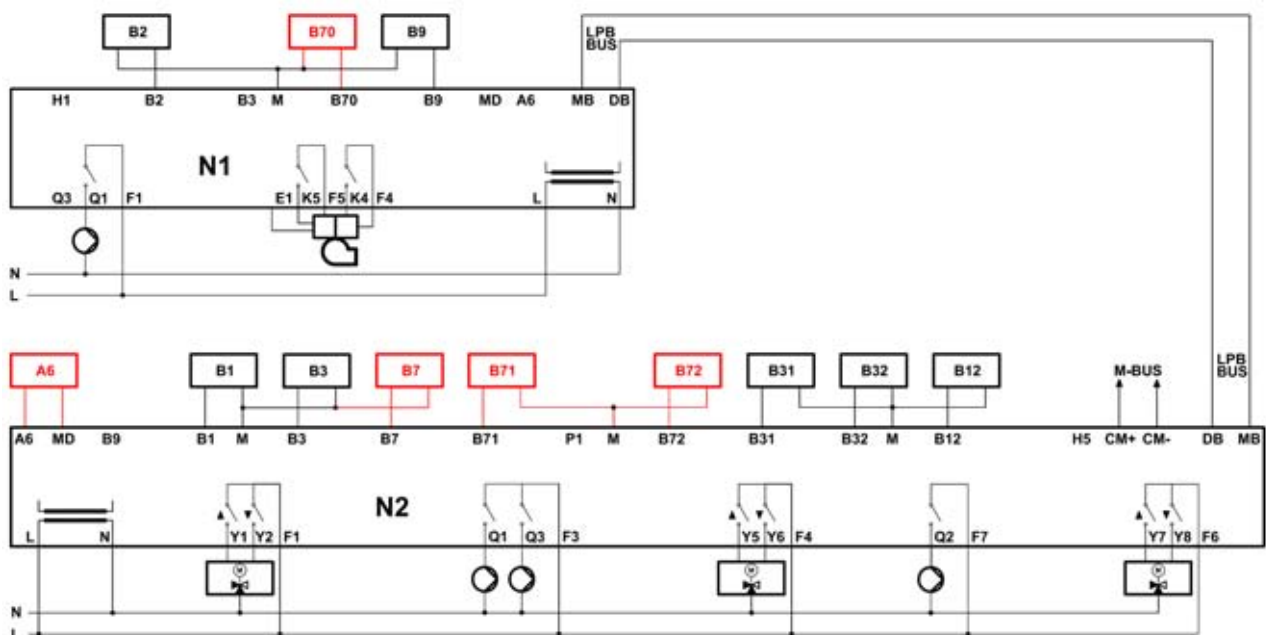 B2 B70 B9 LPB
BUS
H1 B2 B3 M B70 B9 MD A6 MB DB
N1
Q3 Q1 F1 E1 K5 F5 K4 F4 L N
N
L
A6 B1 B3 B7 B71 B72 B31 B32 B12 M-BUS LPB
BUS
A6 MD B9 B1 M B3 B7 B71 P1 M B72 B31 B32 M B12 H5 CM+ CM- DB MB
N2
L N Y1 Y2 F1 Q1 Q3 F3 Y5 Y6 F4 Q2 F7 Y7 Y8 F6
M M M
N
L